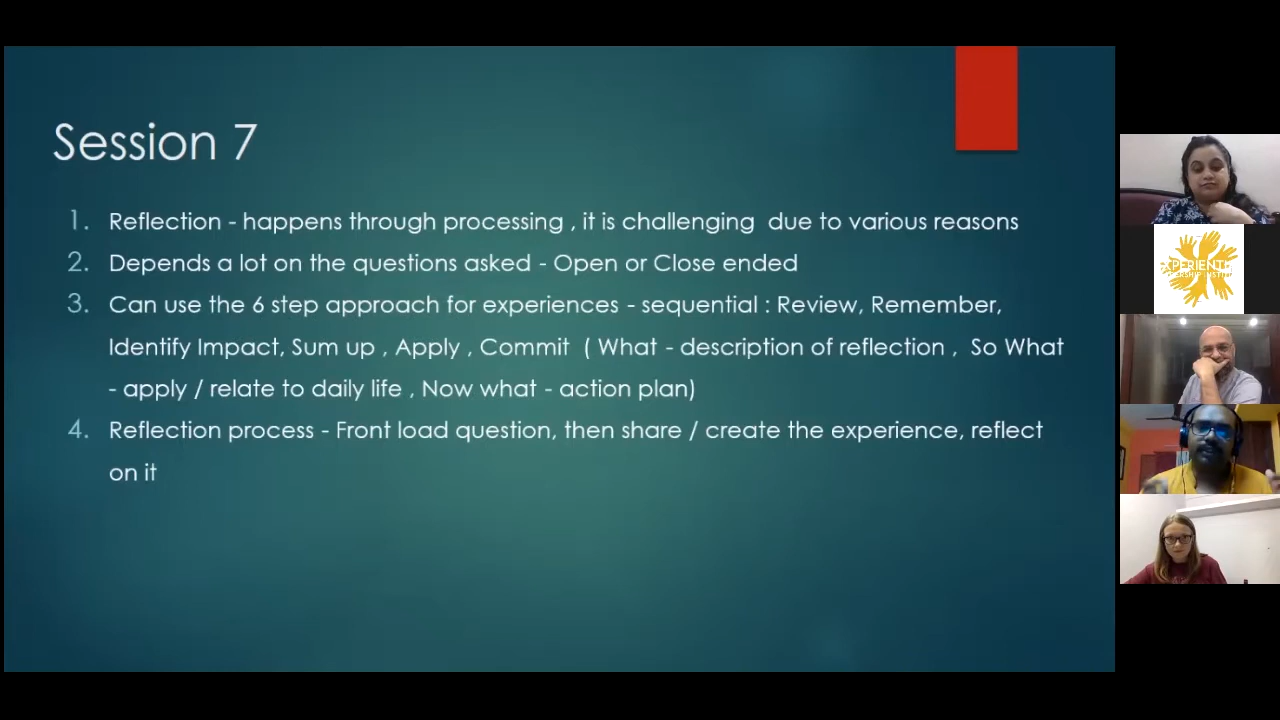 Session 7
1. Reflection - happens through processing , it is challenging due to various reasons
2. Depends a lot on the questions asked - Open or Close ended
3. Can use the 6 step approach for experiences - sequential : Review, Remember,
Identify Impact, Sum up , Apply , Commit ( What - description of reflection , So What
- apply / relate to daily life , Now what - action plan)
4. Reflection process - Front load question, then share / create the experience, reflect
on it